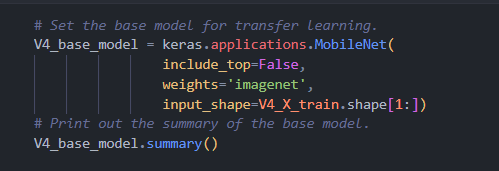 # Set the base model for transfer learning.
V4_base_model = keras.applications.MobileNet(
include_top=False,
weights='imagenet',
input_shape=V4_X_train.shape[1:])
# Print out the summary of the base model.
V4_base_model.summary()